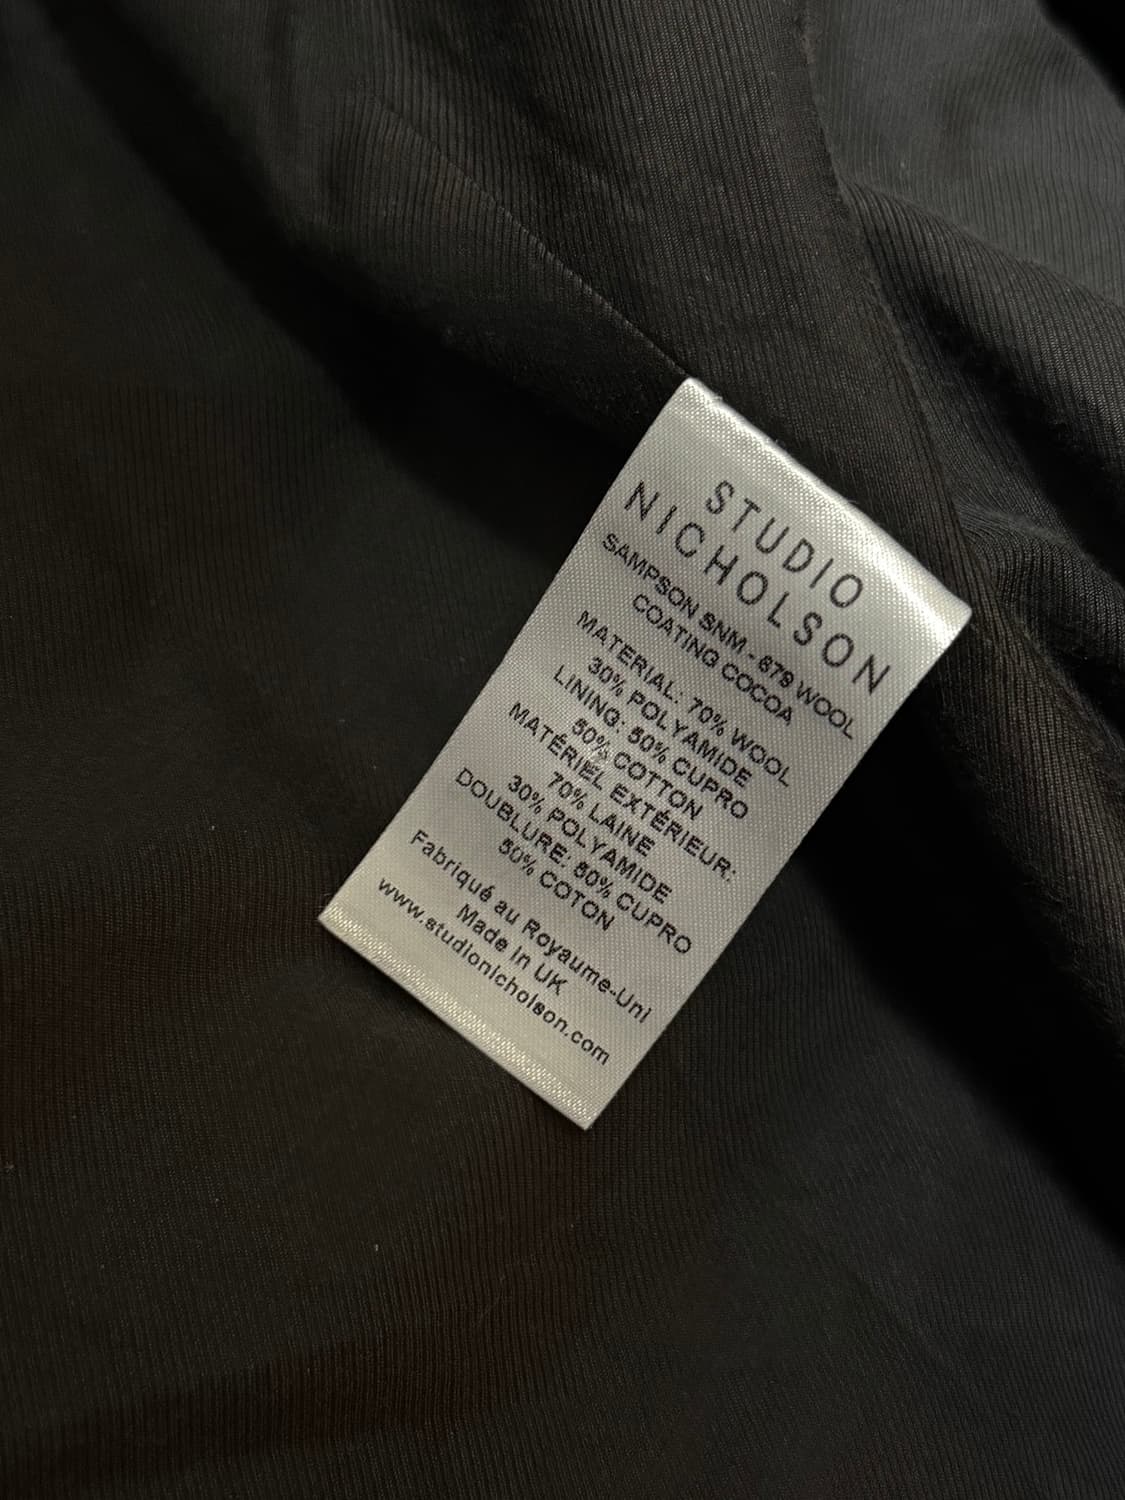 STUDIO
NICHOLSON
SAMPSON SNM - 679 WOOL
COATING COCOA
MATERIAL: 70% WOOL
30% POLYAMIDE
LINING: 50% CUPRO
50% COTTON
MATÉRIEL EXTÉRIEUR:
70% LAINE
30% POLYAMIDE
DOUBLURE: 50% CUPRO
50% COTON
Fabriqué au Royaume-Uni
Made in UK
www.studionicholson.com